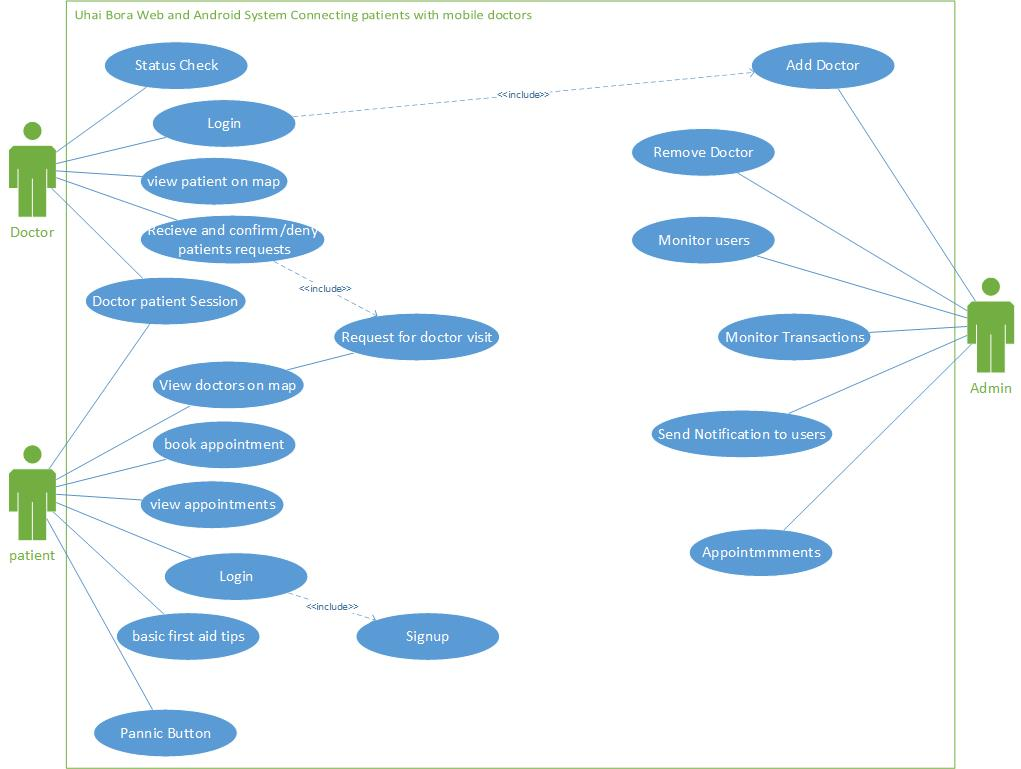 Uhai Bora Web and Android System Connecting patients with mobile doctors
Status Check
Add Doctor
<<include>>
Login
Remove Doctor
view patient on map
Doctor
Recieve and confirm/deny
patients requests
Monitor users
<<include>>
Doctor patient Session
Request for doctor visit
Monitor Transactions
Admin
View doctors on map
book appointment
Send Notification to users
view appointments
patient
Appointmmments
Login
<<include>>
basic first aid tips
Signup
Pannic Button